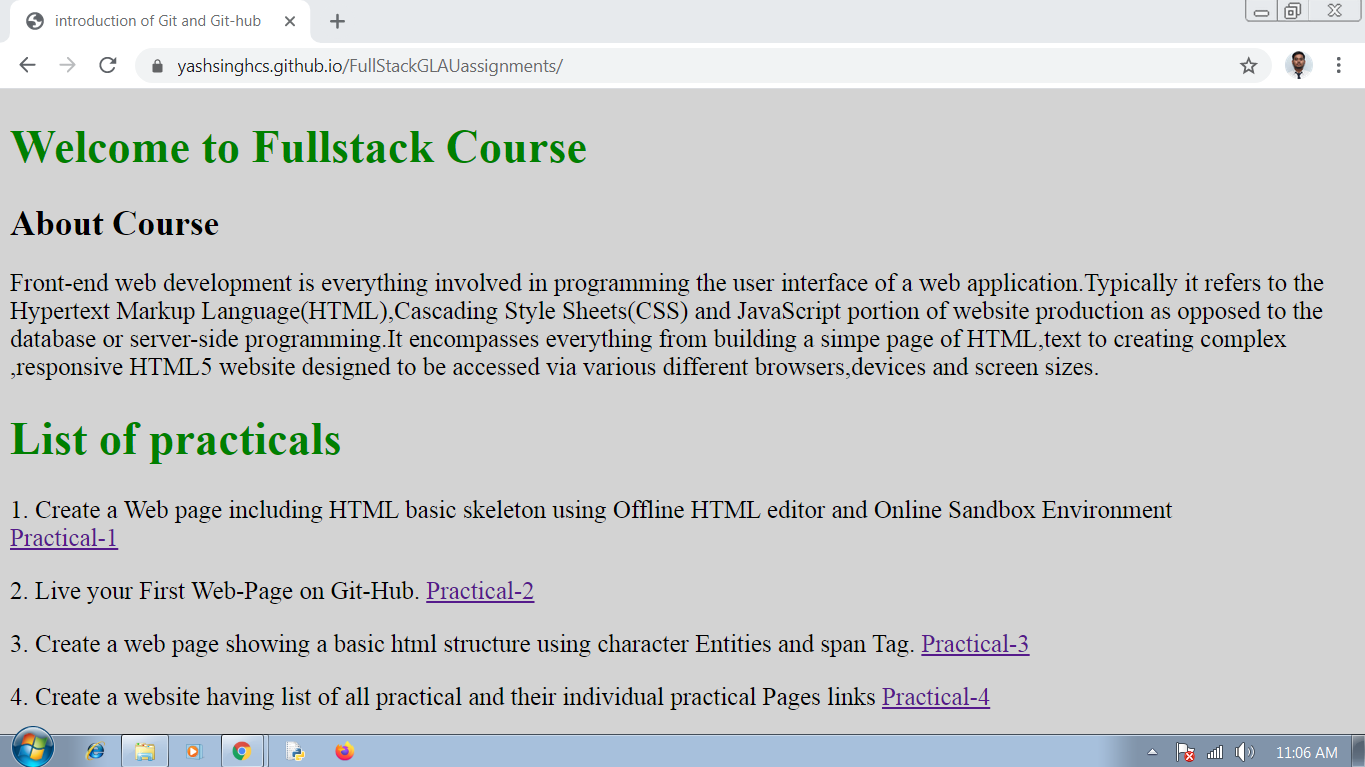 introduction of Git and Git-hub
yashsinghcs.github.io/FullStackGLAUassignments/
Welcome to Fullstack Course
About Course
Front-end web development is everything involved in programming the user interface of a web application.Typically it refers to the
Hypertext Markup Language(HTML),Cascading Style Sheets(CSS) and JavaScript portion of website production as opposed to the
database or server-side programming.It encompasses everything from building a simpe page of HTML,text to creating complex
,responsive HTML5 website designed to be accessed via various different browsers,devices and screen sizes.
List of practicals
1. Create a Web page including HTML basic skeleton using Offline HTML editor and Online Sandbox Environment
Practical-1
2. Live your First Web-Page on Git-Hub. Practical-2
3. Create a web page showing a basic html structure using character Entities and span Tag. Practical-3
4. Create a website having list of all practical and their individual practical Pages links Practical-4
11:06 AM